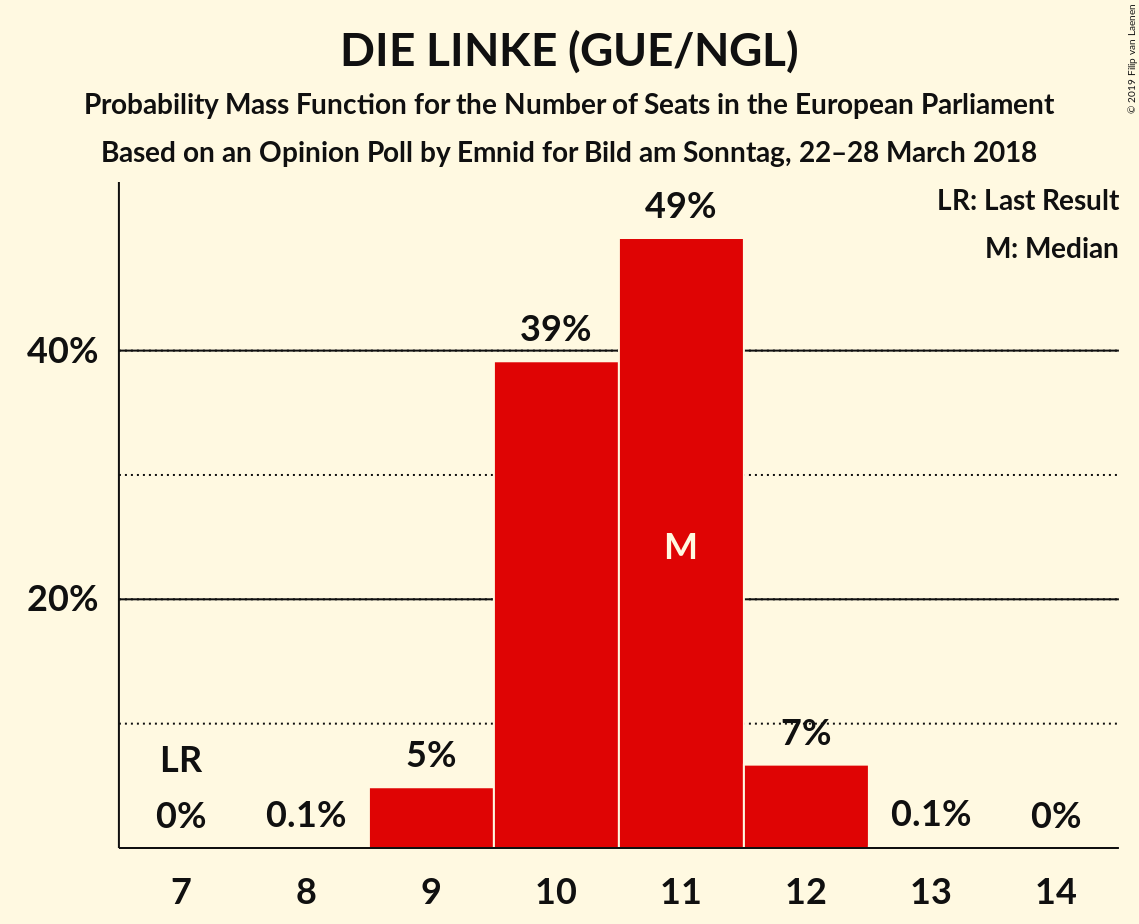 DIE LINKE (GUE/NGL)
Probability Mass Function for the Number of Seats in the European Parliament
Based on an Opinion Poll by Emnid for Bild am Sonntag, 22–28 March 2018
© 2019 Filip van Laenen
LR: Last Result
M: Median
49%
39%
40%
M
20%
7%
5%
LR
0%
0.1%
0.1%
0%
7 8 9 10 11 12 13 14